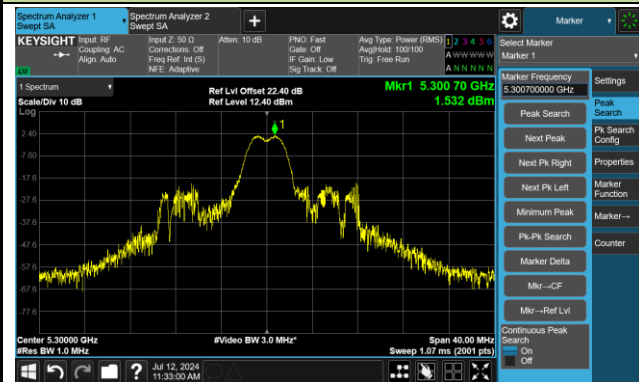 Spectrum Analyzer 1
Swept SA
Spectrum Analyzer 2
Swept SA
Marker
KEYSIGHT
Input: RF
Coupling: AC
Align: Auto
Input Z: 50 Ω
Corrections: Off
Freq Ref: Int (S)
NFE: Adaptive
Atten: 10 dB
PNO: Fast
Gate: Off
IF Gain: Low
Sig Track: Off
Avg Type: Power (RMS)
Avg|Hold: 100/100
Trig: Free Run
1 2 3 4 5 6
A W W W W W
A N N N N N
LXI
Select Marker
Marker 1
1 Spectrum
Scale/Div 10 dB
Log
Ref Lvl Offset 22.40 dB
Ref Level 12.40 dBm
Mkr1 5.300 70 GHz
1.532 dBm
1
2.40
-7.60
-17.6
-27.6
-37.6
-47.6
-57.6
-67.6
-77.6
Center 5.30000 GHz
#Res BW 1.0 MHz
#Video BW 3.0 MHz*
Span 40.00 MHz
Sweep 1.07 ms (2001 pts)
Marker Frequency
5.300700000 GHz
Peak Search
Next Peak
Next Pk Right
Next Pk Left
Minimum Peak
Pk-Pk Search
Marker Delta
Mkr→CF
Mkr→Ref Lvl
Continuous Peak
Search
On
Off
Settings
Peak
Search
Pk Search
Config
Properties
Marker
Function
Marker→
Counter
Jul 12, 2024
11:33:00 AM